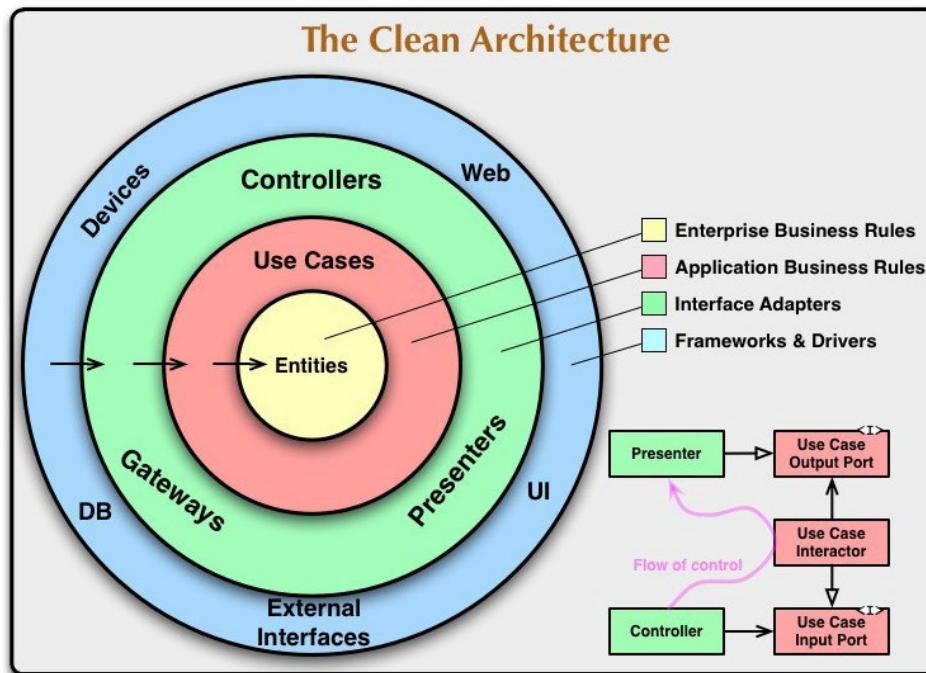 The Clean Architecture
Devices
Web
Controllers
Use Cases
Entities
Gateways
Presenters
DB
UI
External
Interfaces
Enterprise Business Rules
Application Business Rules
Interface Adapters
Frameworks & Drivers
Presenter
<I>
Use Case
Output Port
Use Case
Interactor
Flow of control
Controller
<I>
Use Case
Input Port